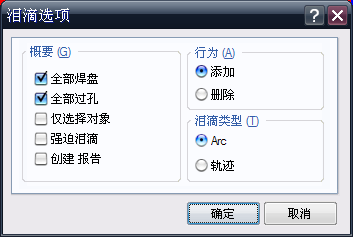 泪滴选项
概要 (G)
全部焊盘
全部过孔
仅选择对象
强迫泪滴
创建 报告
行为 (A)
添加
删除
泪滴类型 (T)
Arc
轨迹
确定
取消